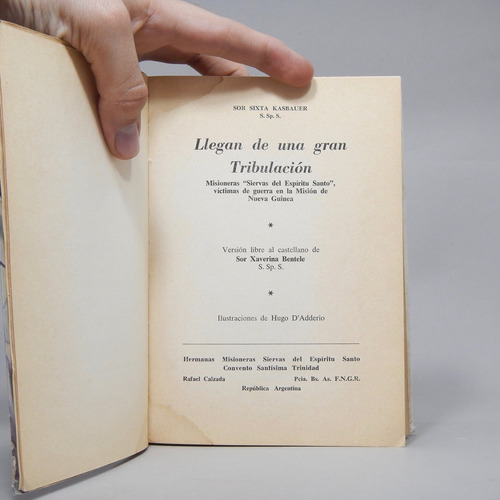 SOR SIXTA KASBAUER
S. Sp. S.
Llegan de una gran
Tribulación
Misioneras "Siervas del Espíritu Santo",
víctimas de guerra en la Misión de
Nueva Guinea
*
Versión libre al castellano de
Sor Xaverina Bentele
S. Sp. S.
*
Ilustraciones de Hugo D'Adderio
Hermanas Misioneras Siervas del Espíritu Santo
Convento Santísima Trinidad
Rafael Calzada Pcia. Bs. As. F.N.G.R.
República Argentina